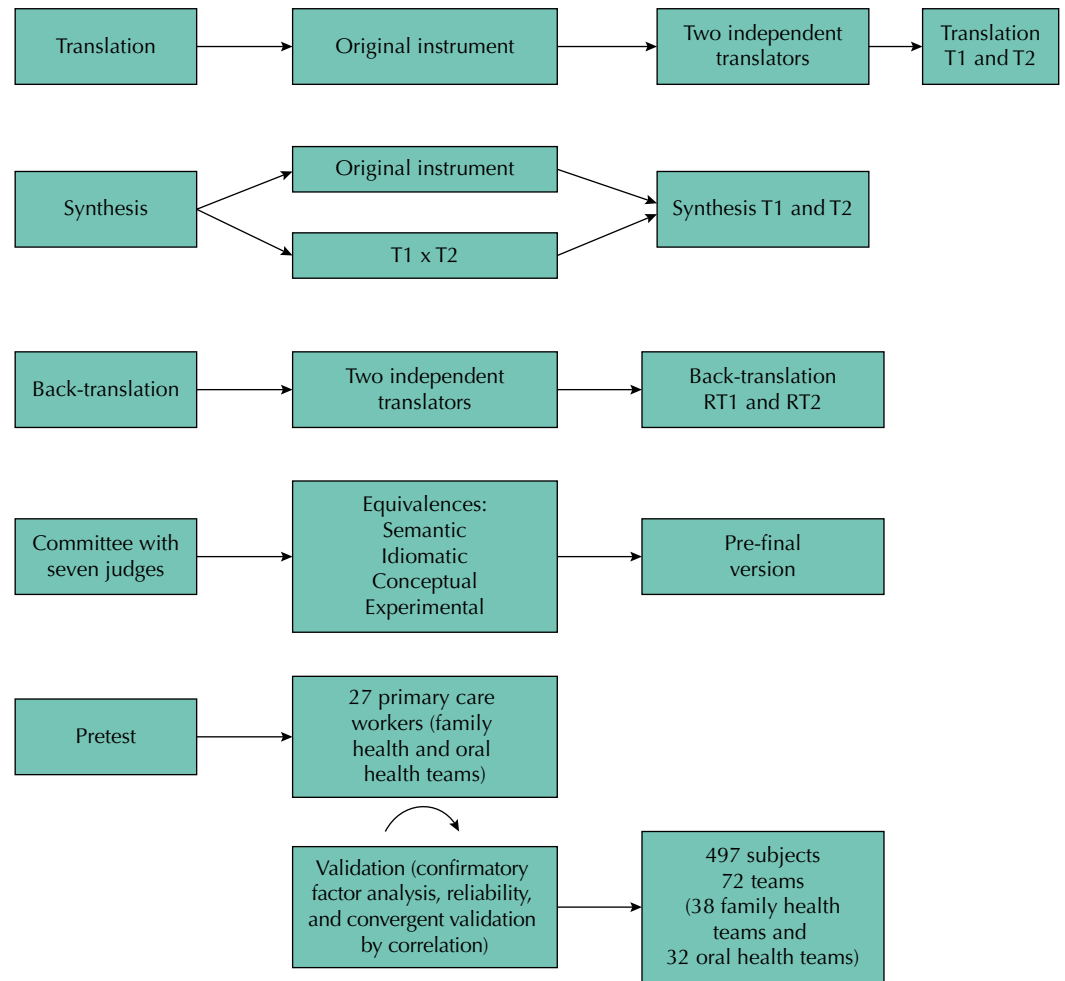 Translation
Original instrument
Two independent
translators
Translation
T1 and T2
Synthesis
Original instrument
T1 x T2
Synthesis T1 and T2
Back-translation
Two independent
translators
Back-translation
RT1 and RT2
Committee with
seven judges
Equivalences:
Semantic
Idiomatic
Conceptual
Experimental
Pre-final
version
Pretest
27 primary care
workers (family
health and oral
health teams)
Validation (confirmatory
factor analysis, reliability,
and convergent validation
by correlation)
497 subjects
72 teams
(38 family health
teams and
32 oral health teams)